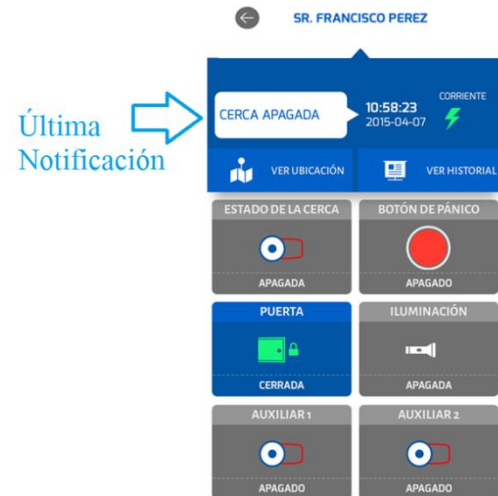 SR. FRANCISCO PEREZ
Última
Notificación
CERCA APAGADA
10:58:23
2015-04-07
CORRIENTE
VER UBICACIÓN
VER HISTORIAL
ESTADO DE LA CERCA
BOTÓN DE PÁNICO
APAGADA
APAGADO
PUERTA
ILUMINACIÓN
CERRADA
APAGADA
AUXILIAR 1
AUXILIAR 2
APAGADO
APAGADO